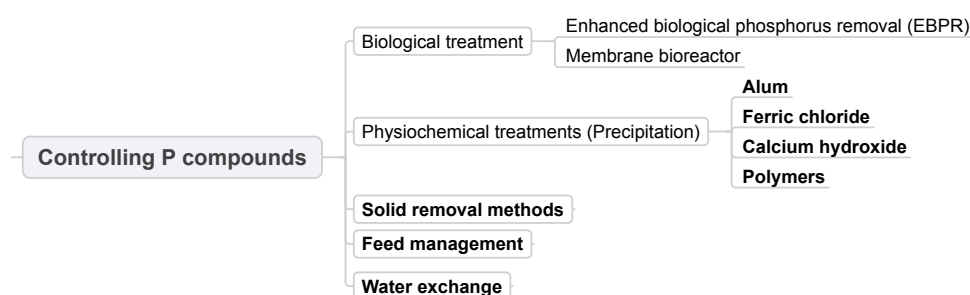 Controlling P compounds
Biological treatment
Enhanced biological phosphorus removal (EBPR)
Membrane bioreactor
Physiochemical treatments (Precipitation)
Alum
Ferric chloride
Calcium hydroxide
Polymers
Solid removal methods
Feed management
Water exchange